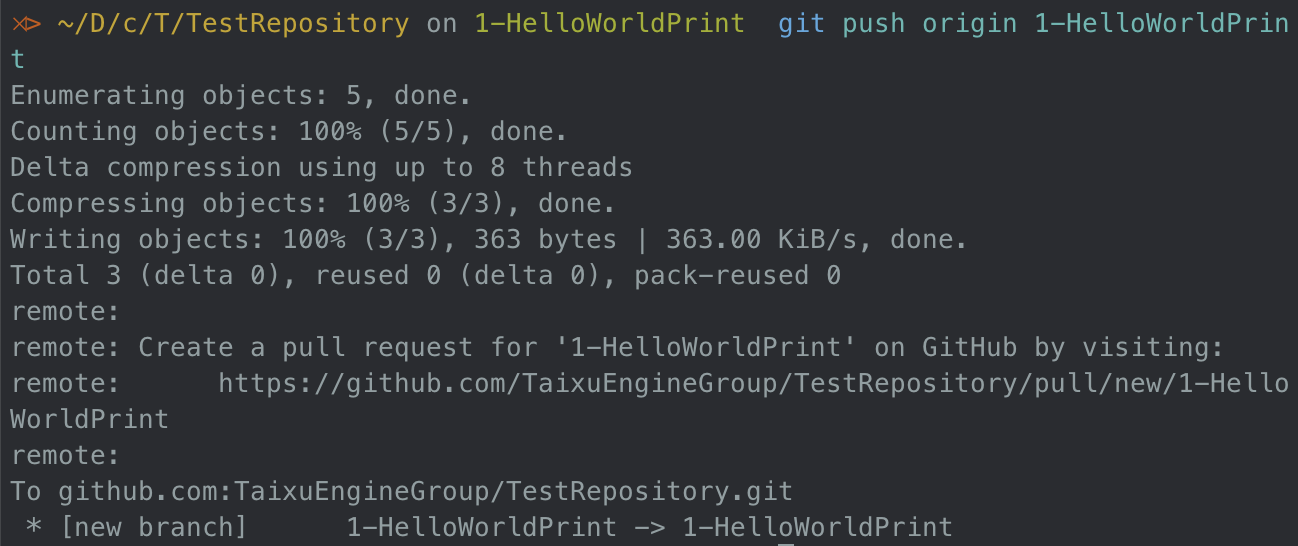 ⋊> ~/D/c/T/TestRepository on 1-HelloWorldPrint  git push origin 1-HelloWorldPrin
t
Enumerating objects: 5, done.
Counting objects: 100% (5/5), done.
Delta compression using up to 8 threads
Compressing objects: 100% (3/3), done.
Writing objects: 100% (3/3), 363 bytes | 363.00 KiB/s, done.
Total 3 (delta 0), reused 0 (delta 0), pack-reused 0
remote:
remote: Create a pull request for '1-HelloWorldPrint' on GitHub by visiting:
remote:      https://github.com/TaixuEngineGroup/TestRepository/pull/new/1-Hello
WorldPrint
remote:
To github.com:TaixuEngineGroup/TestRepository.git
 * [new branch]      1-HelloWorldPrint -> 1-HelloWorldPrint